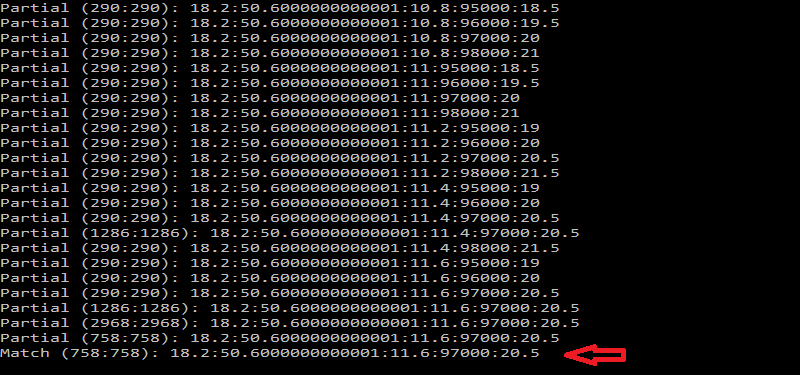 Partial (290:290): 18.2:50.6000000000001:10.8:95000:18.5
Partial (290:290): 18.2:50.6000000000001:10.8:96000:19.5
Partial (290:290): 18.2:50.6000000000001:10.8:97000:20
Partial (290:290): 18.2:50.6000000000001:10.8:98000:21
Partial (290:290): 18.2:50.6000000000001:11:95000:18.5
Partial (290:290): 18.2:50.6000000000001:11:96000:19.5
Partial (290:290): 18.2:50.6000000000001:11:97000:20
Partial (290:290): 18.2:50.6000000000001:11:98000:21
Partial (290:290): 18.2:50.6000000000001:11.2:95000:19
Partial (290:290): 18.2:50.6000000000001:11.2:96000:20
Partial (290:290): 18.2:50.6000000000001:11.2:97000:20.5
Partial (290:290): 18.2:50.6000000000001:11.2:98000:21.5
Partial (290:290): 18.2:50.6000000000001:11.4:95000:19
Partial (290:290): 18.2:50.6000000000001:11.4:96000:20
Partial (290:290): 18.2:50.6000000000001:11.4:97000:20.5
Partial (1286:1286): 18.2:50.6000000000001:11.4:97000:20.5
Partial (290:290): 18.2:50.6000000000001:11.4:98000:21.5
Partial (290:290): 18.2:50.6000000000001:11.6:95000:19
Partial (290:290): 18.2:50.6000000000001:11.6:96000:20
Partial (290:290): 18.2:50.6000000000001:11.6:97000:20.5
Partial (1286:1286): 18.2:50.6000000000001:11.6:97000:20.5
Partial (2968:2968): 18.2:50.6000000000001:11.6:97000:20.5
Partial (758:758): 18.2:50.6000000000001:11.6:97000:20.5
Match (758:758): 18.2:50.6000000000001:11.6:97000:20.5